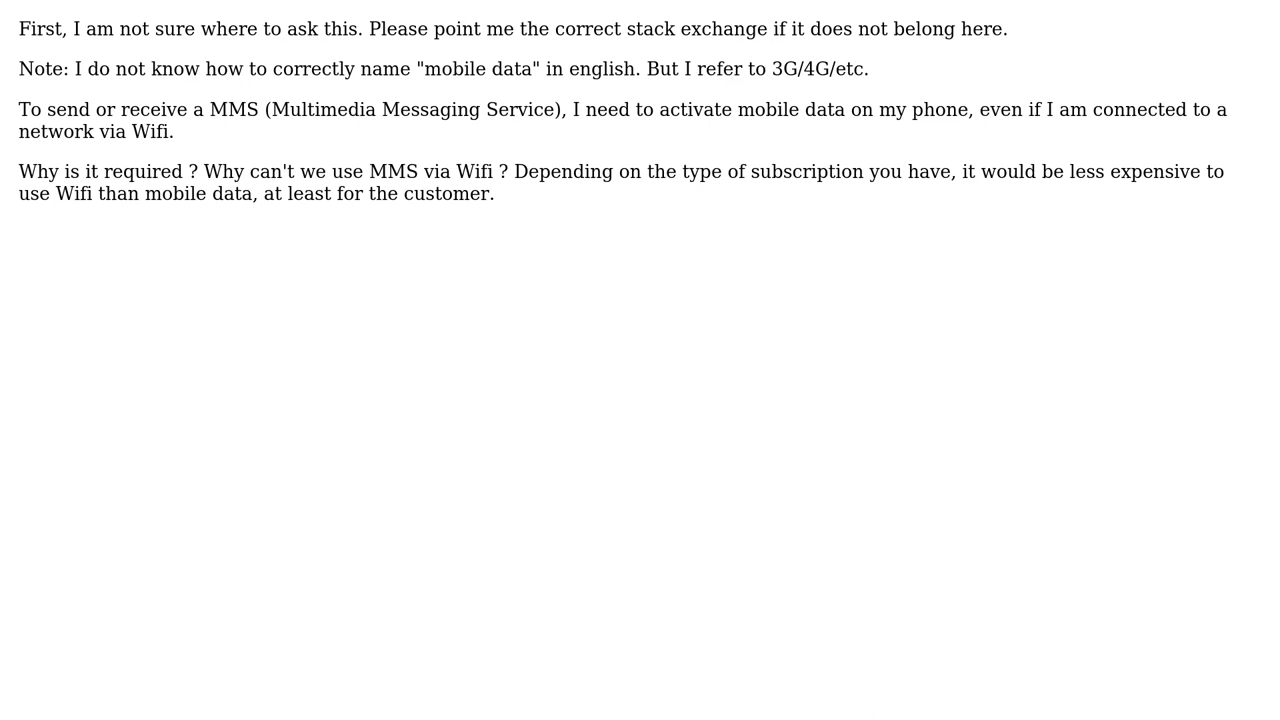 First, I am not sure where to ask this. Please point me the correct stack exchange if it does not belong here.
Note: I do not know how to correctly name "mobile data" in english. But I refer to 3G/4G/etc.
To send or receive a MMS (Multimedia Messaging Service), I need to activate mobile data on my phone, even if I am connected to a
network via Wifi.
Why is it required ? Why can't we use MMS via Wifi ? Depending on the type of subscription you have, it would be less expensive to
use Wifi than mobile data, at least for the customer.